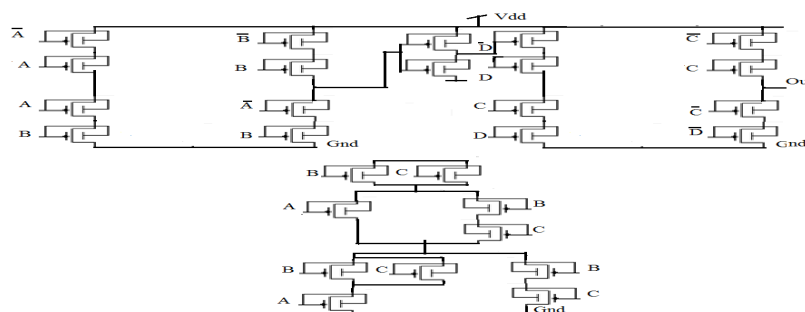 Vdd
A̅ B̅ D̅ C̅
A B D C
Ou
A A̅ C C̅
B B Gnd D D̅ Gnd
B C
A B
C
B C B
A C
Gnd